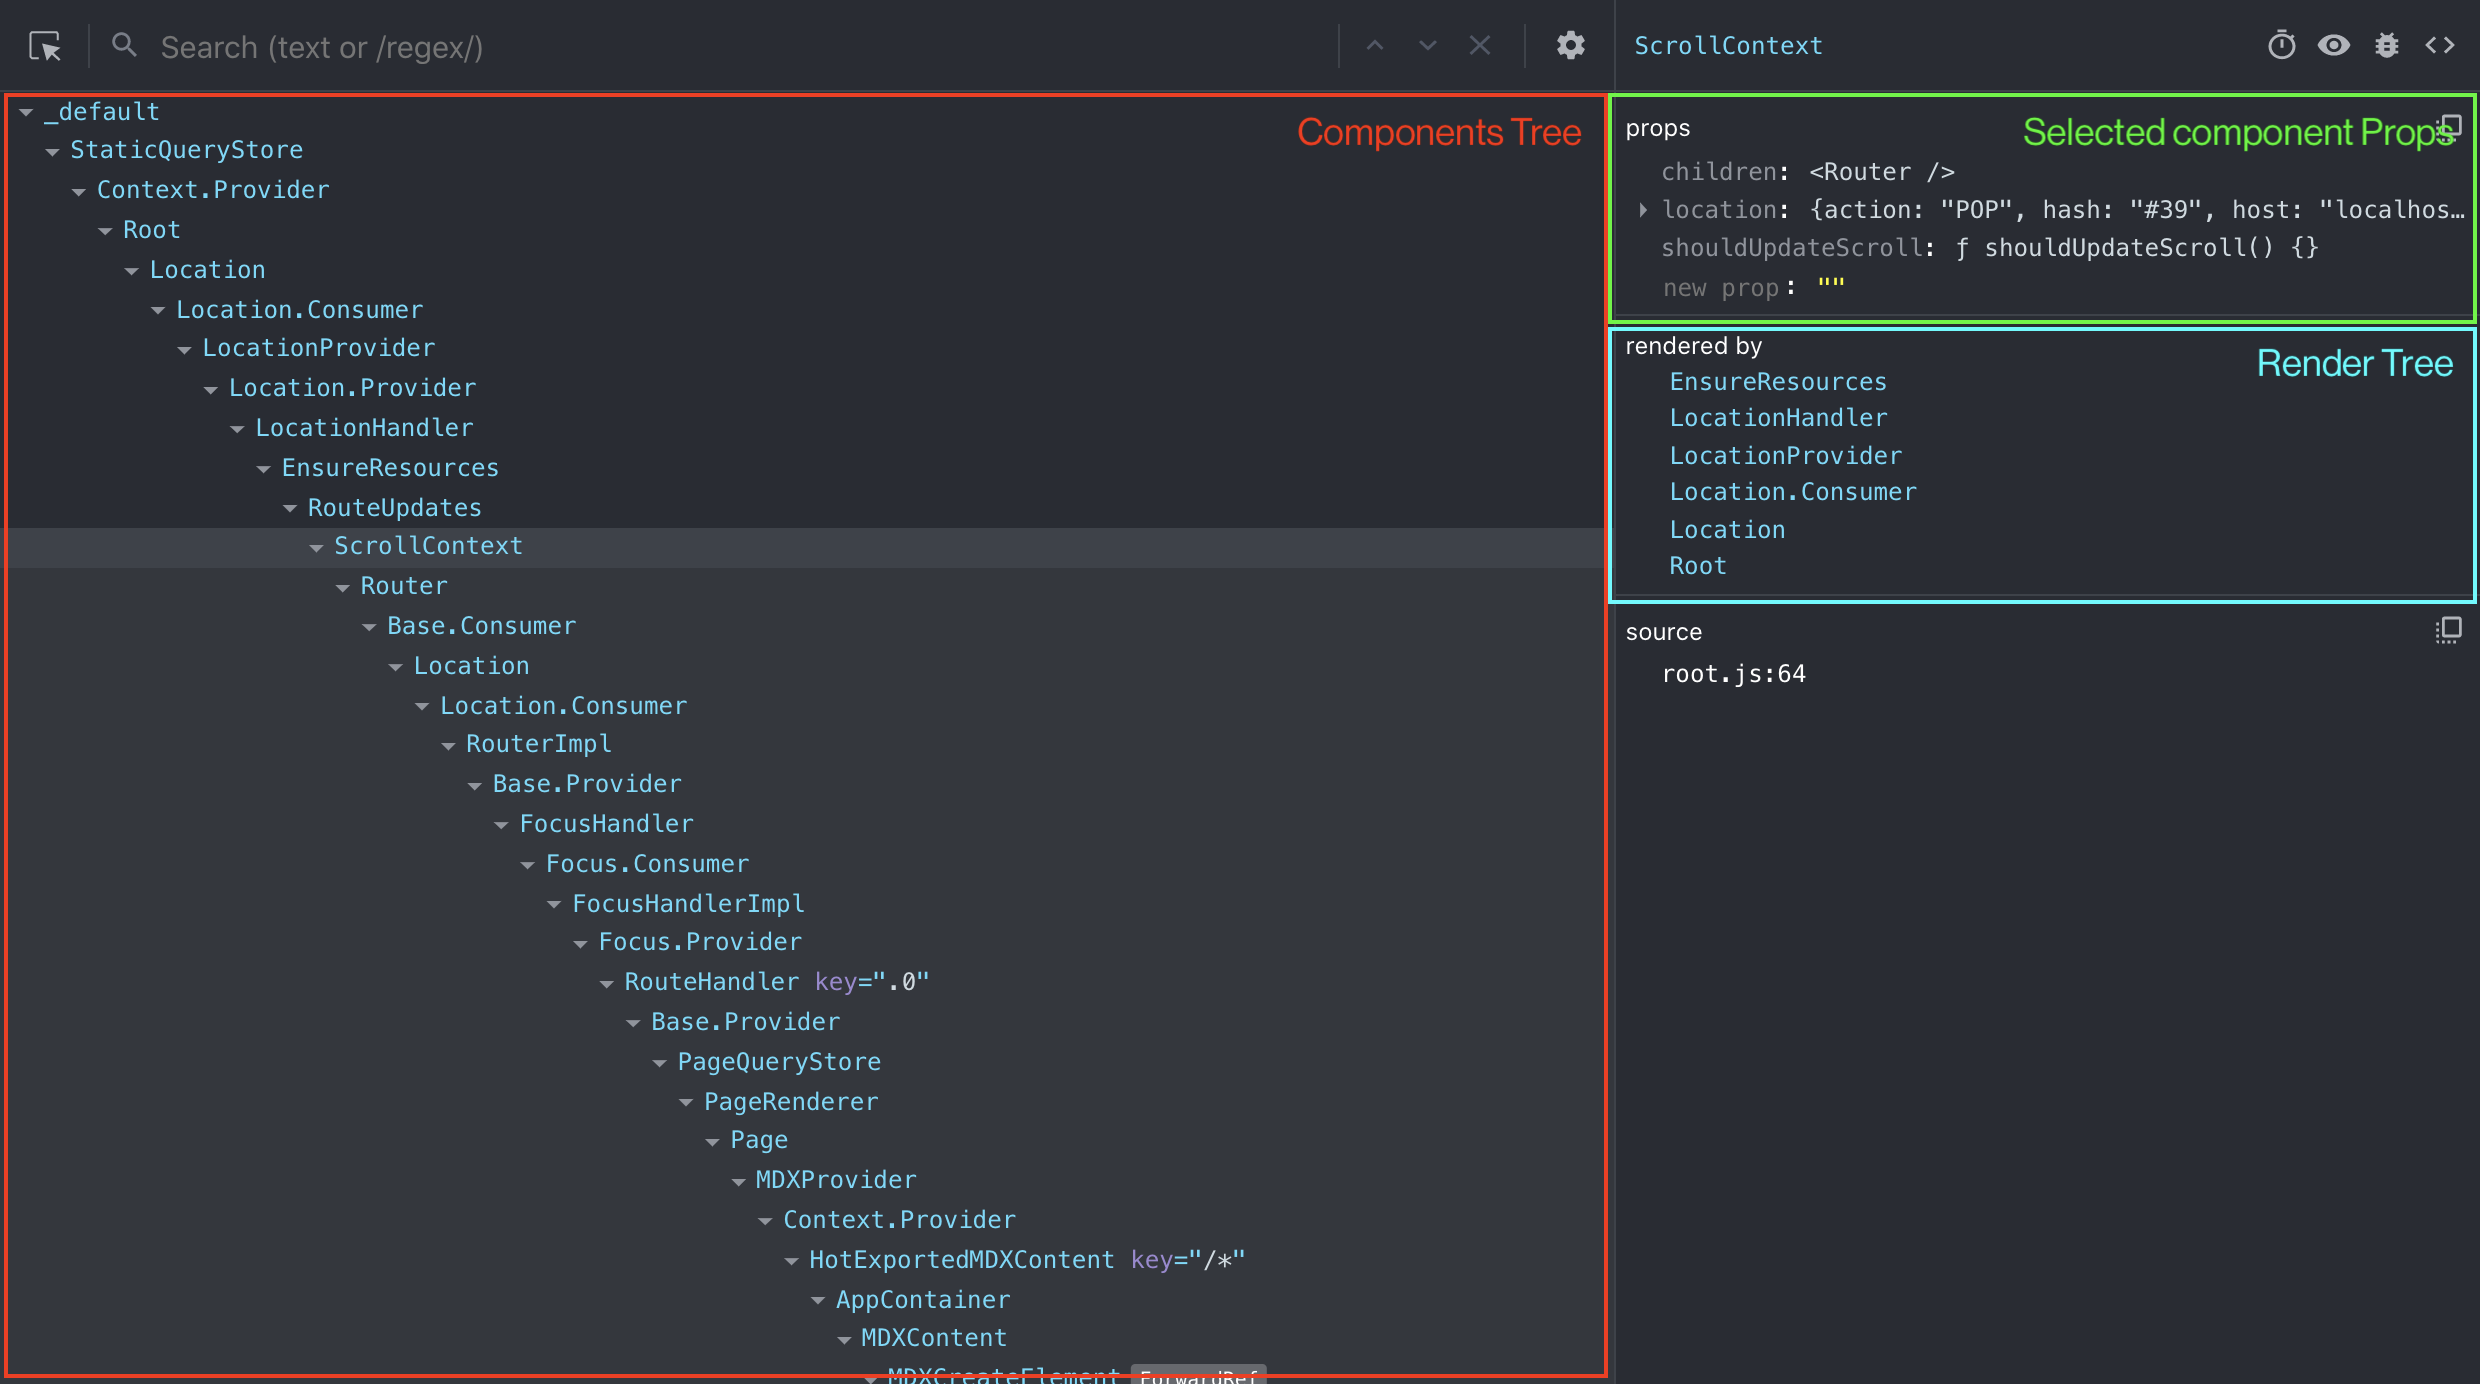 Search (text or /regex/)
ScrollContext
_default
Components Tree
StaticQueryStore
Context.Provider
Root
Location
Location.Consumer
LocationProvider
Location.Provider
LocationHandler
EnsureResources
RouteUpdates
ScrollContext
Router
Base.Consumer
Location
Location.Consumer
RouterImpl
Base.Provider
FocusHandler
Focus.Consumer
FocusHandlerImpl
Focus.Provider
RouteHandler key=".0"
Base.Provider
PageQueryStore
PageRenderer
Page
MDXProvider
Context.Provider
HotExportedMDXContent key="/*"
AppContainer
MDXContent
MDXCreateElement ForwardRef
props
Selected component Props
children: <Router />
location: {action: "POP", hash: "#39", host: "localhos…
shouldUpdateScroll: ƒ shouldUpdateScroll() {}
new prop: ""
rendered by
Render Tree
EnsureResources
LocationHandler
LocationProvider
Location.Consumer
Location
Root
source
root.js:64